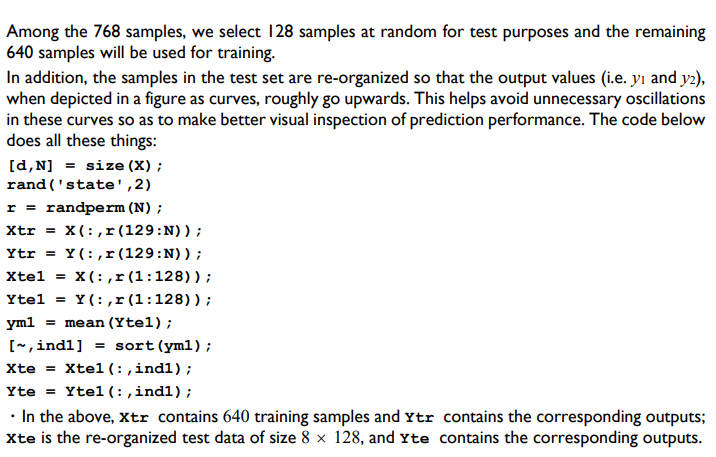 Among the 768 samples, we select 128 samples at random for test purposes and the remaining
640 samples will be used for training.
In addition, the samples in the test set are re-organized so that the output values (i.e. y1 and y2),
when depicted in a figure as curves, roughly go upwards. This helps avoid unnecessary oscillations
in these curves so as to make better visual inspection of prediction performance. The code below
does all these things:
[d,N] = size(X);
rand('state',2)
r = randperm(N);
Xtr = X(:,r(129:N));
Ytr = Y(:,r(129:N));
Xte1 = X(:,r(1:128));
Yte1 = Y(:,r(1:128));
ym1 = mean(Yte1);
[~,ind1] = sort(ym1);
Xte = Xte1(:,ind1);
Yte = Yte1(:,ind1);
· In the above, Xtr contains 640 training samples and Ytr contains the corresponding outputs;
Xte is the re-organized test data of size 8 × 128, and Yte contains the corresponding outputs.